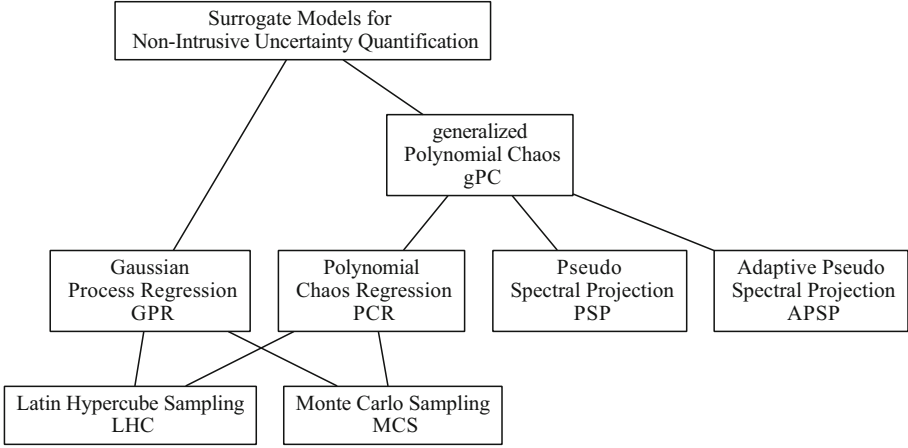 Surrogate Models for
Non-Intrusive Uncertainty Quantification
generalized
Polynomial Chaos
gPC
Gaussian
Process Regression
GPR
Polynomial
Chaos Regression
PCR
Pseudo
Spectral Projection
PSP
Adaptive Pseudo
Spectral Projection
APSP
Latin Hypercube Sampling
LHC
Monte Carlo Sampling
MCS